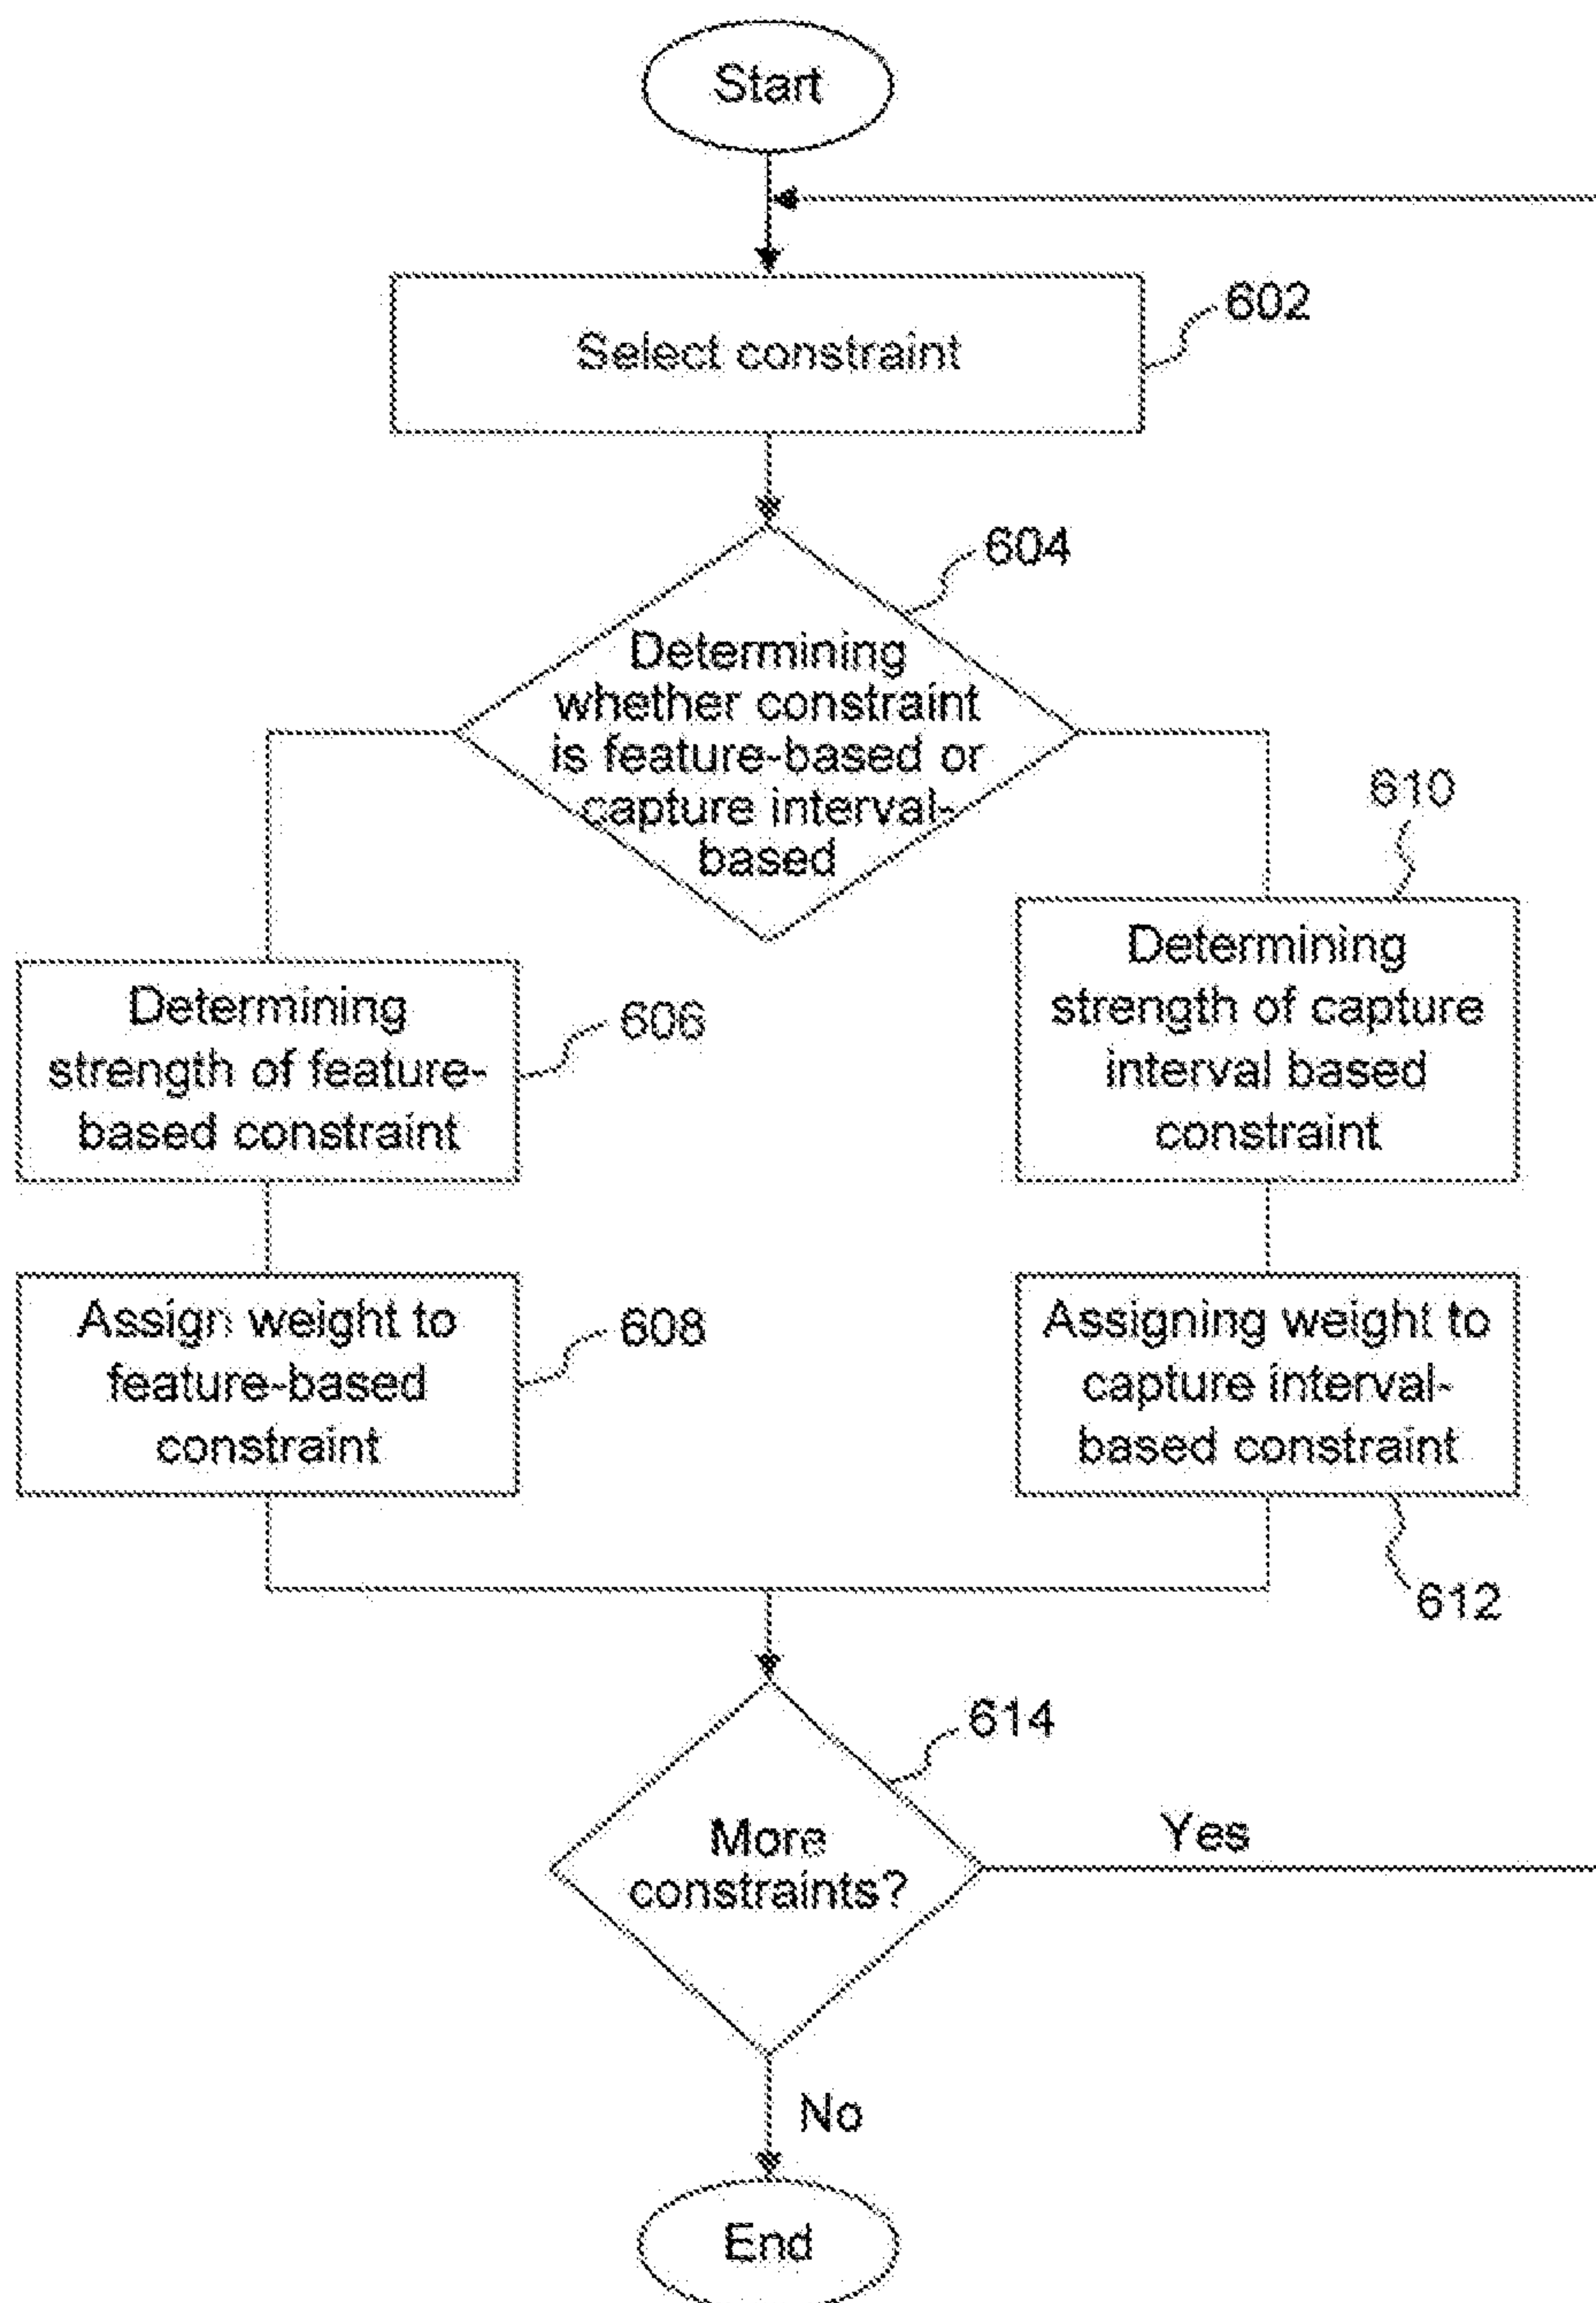 Start
Select constraint
602
604
Determining
whether constraint
is feature-based or
capture interval-
based
610
Determining
strength of feature-
based constraint
606
Determining
strength of capture
interval based
constraint
Assign weight to
feature-based
constraint
608
Assigning weight to
capture interval-
based constraint
612
614
More
constraints?
Yes
No
End